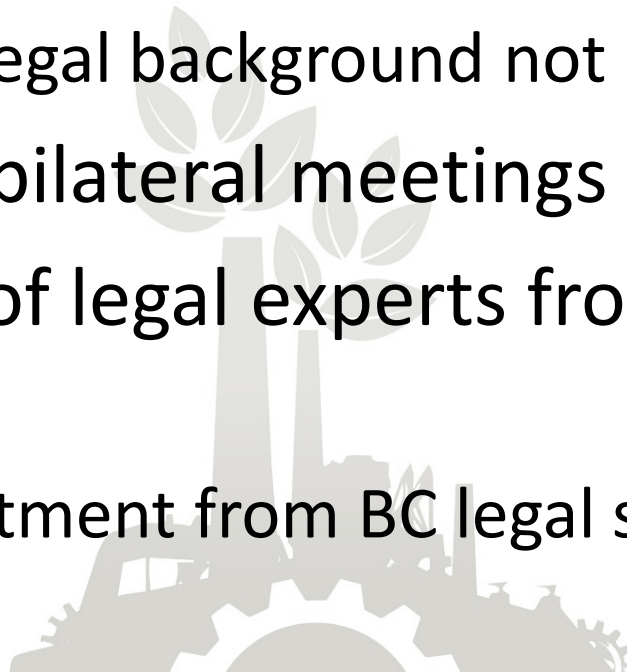 egal background not
bilateral meetings
of legal experts fro
tment from BC legal s